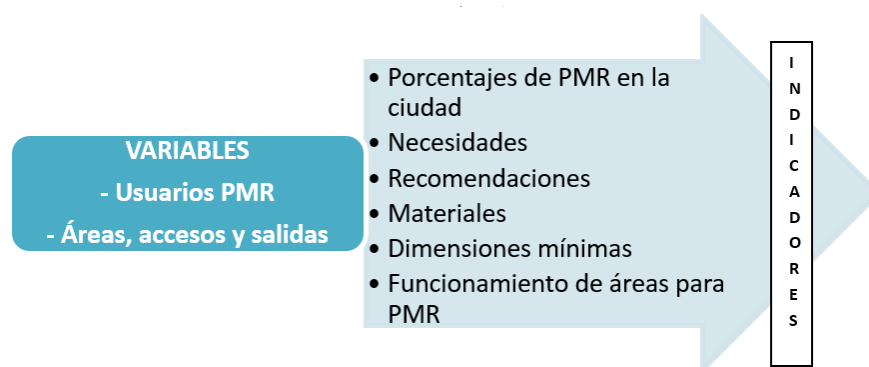 VARIABLES
- Usuarios PMR
- Áreas, accesos y salidas
• Porcentajes de PMR en la
ciudad
• Necesidades
• Recomendaciones
• Materiales
• Dimensiones mínimas
• Funcionamiento de áreas para
PMR
I
N
D
I
C
A
D
O
R
E
S